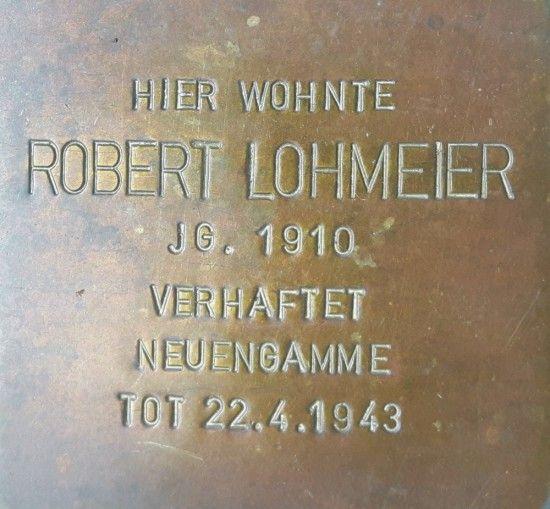 HIER WOHNTE
ROBERT LOHMEIER
JG. 1910
VERHAFTET
NEUENGAMME
TOT 22.4.1943